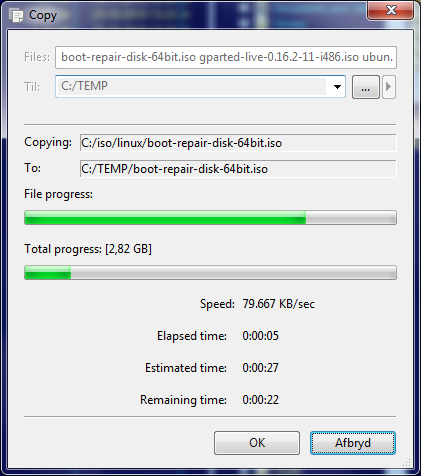 Copy
Files: boot-repair-disk-64bit.iso gparted-live-0.16.2-11-i486.iso ubun.
Til: C:/TEMP ...
Copying: C:/iso/linux/boot-repair-disk-64bit.iso
To: C:/TEMP/boot-repair-disk-64bit.iso
File progress:
Total progress: [2,82 GB]
Speed: 79.667 KB/sec
Elapsed time: 0:00:05
Estimated time: 0:00:27
Remaining time: 0:00:22
OK Afbryd